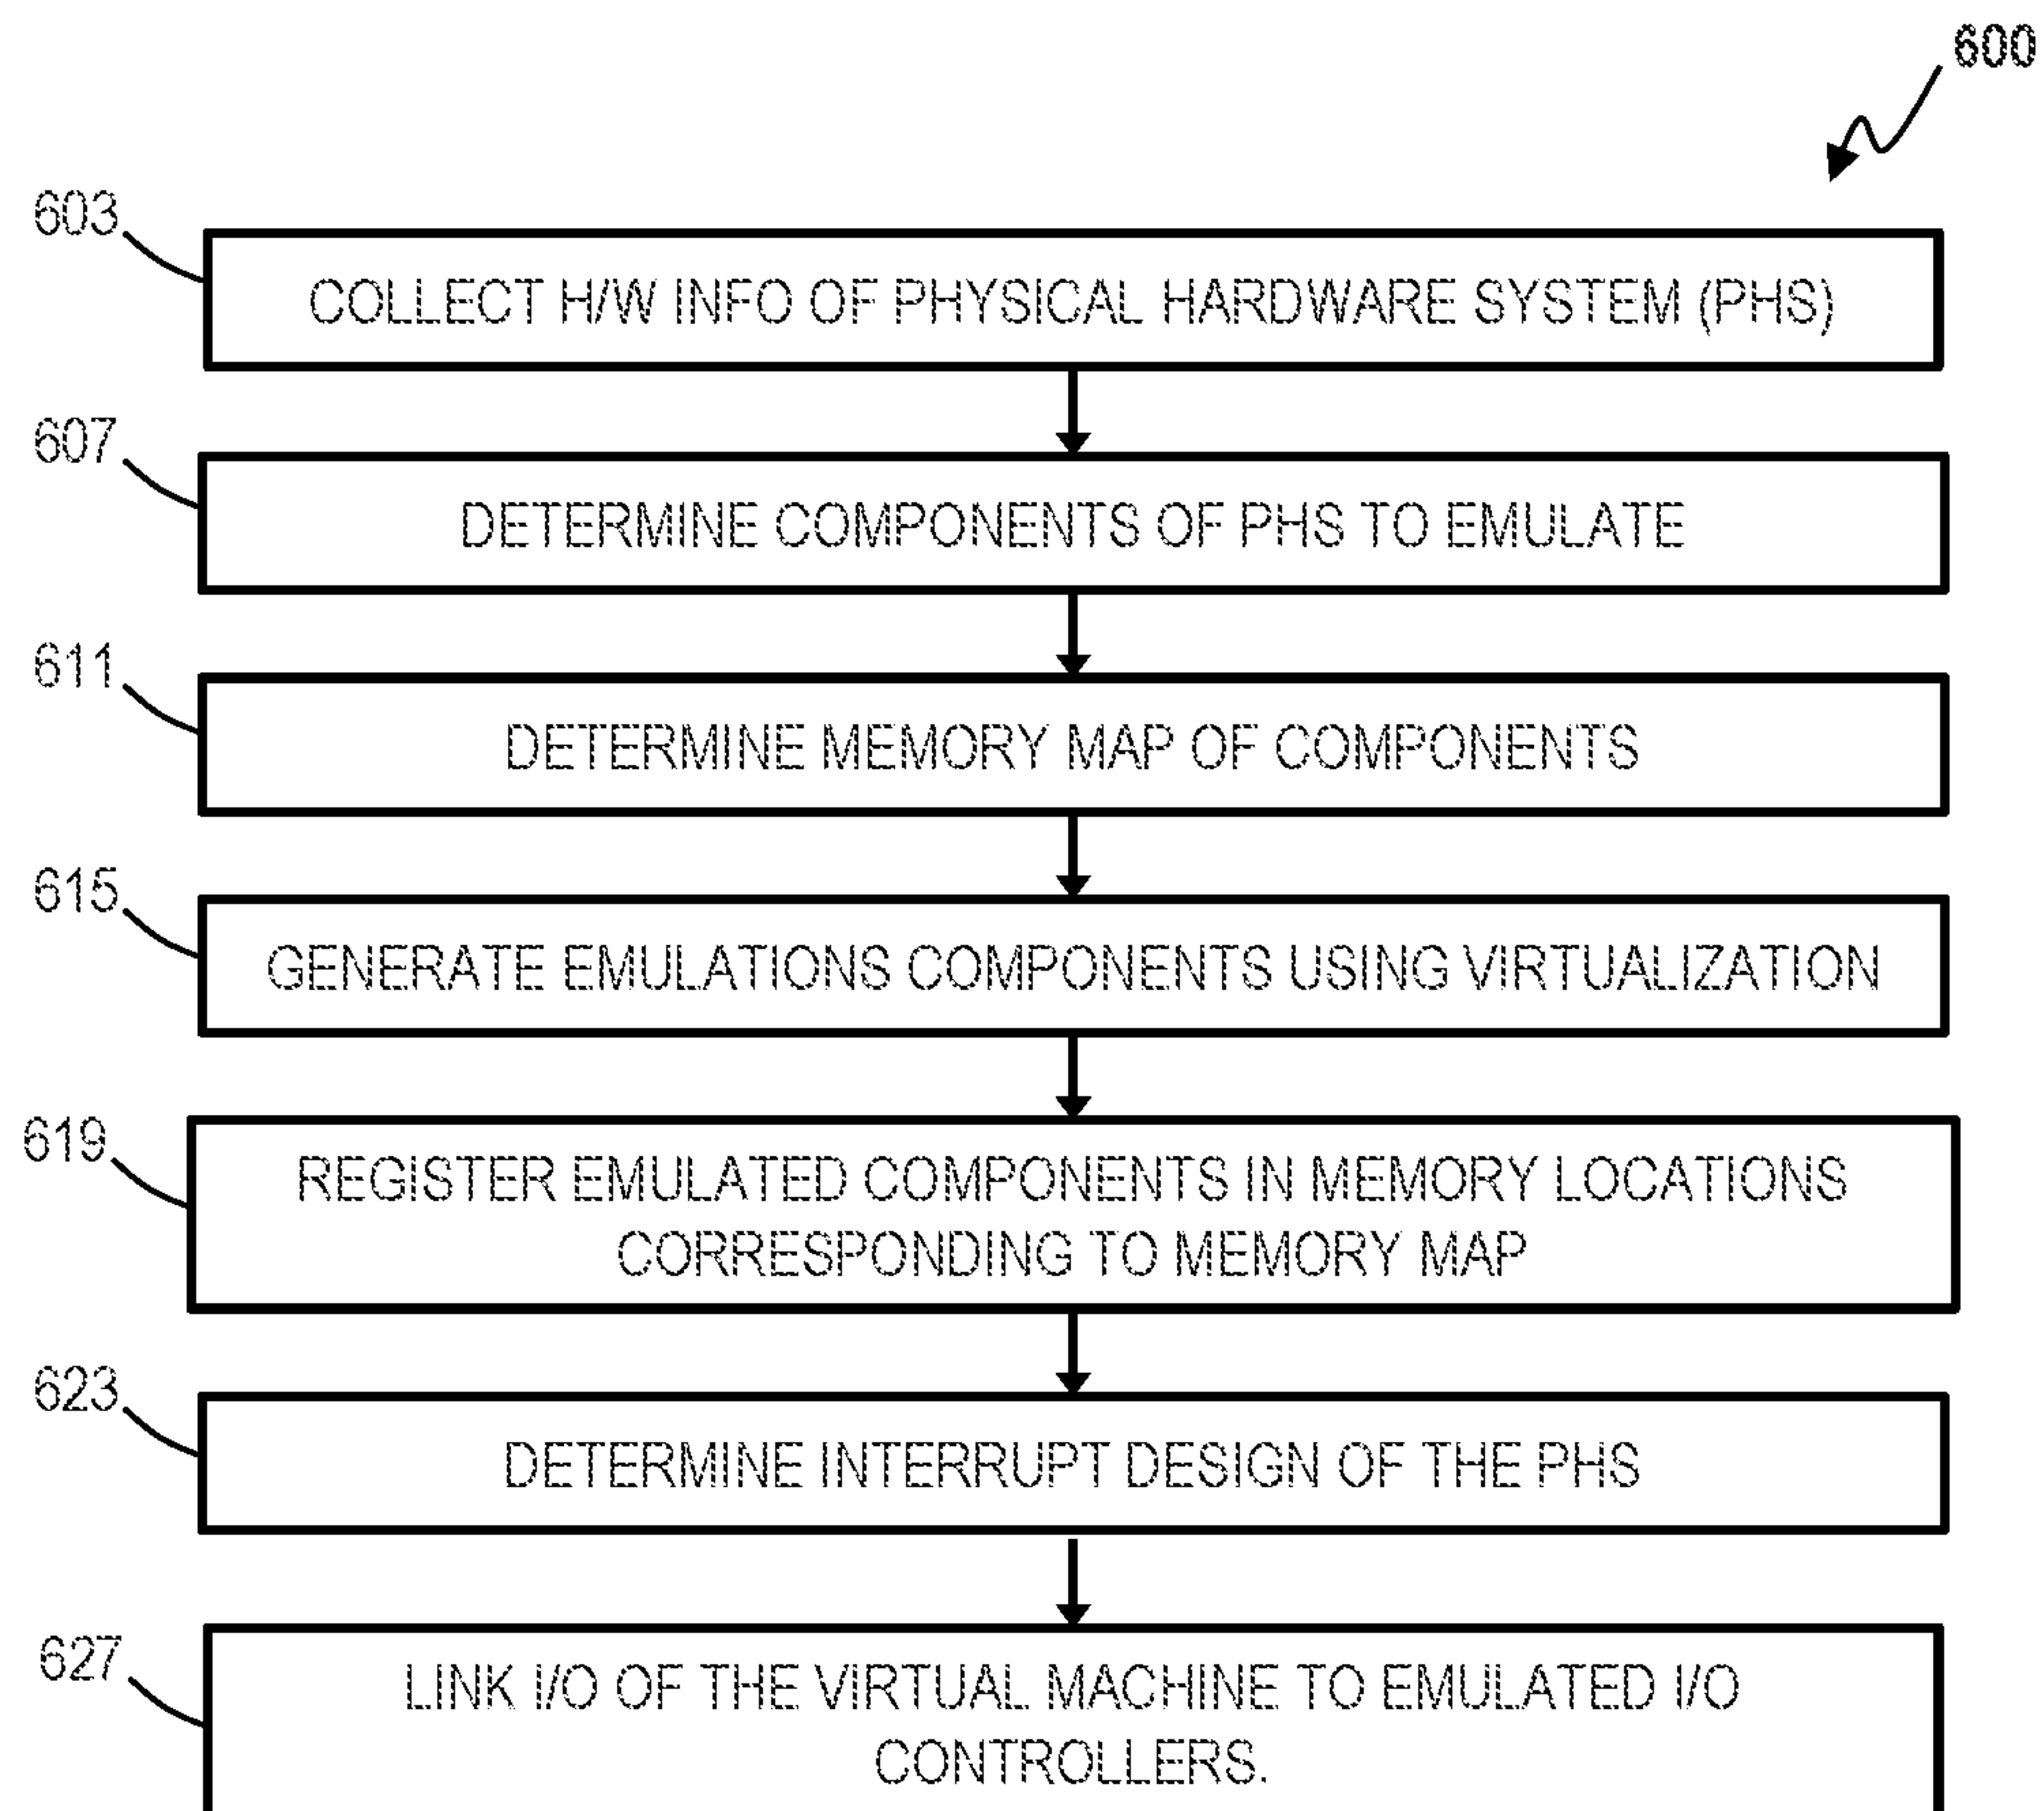 600
603
COLLECT H/W INFO OF PHYSICAL HARDWARE SYSTEM (PHS)
607
DETERMINE COMPONENTS OF PHS TO EMULATE
611
DETERMINE MEMORY MAP OF COMPONENTS
615
GENERATE EMULATIONS COMPONENTS USING VIRTUALIZATION
619
REGISTER EMULATED COMPONENTS IN MEMORY LOCATIONS
CORRESPONDING TO MEMORY MAP
623
DETERMINE INTERRUPT DESIGN OF THE PHS
627
LINK I/O OF THE VIRTUAL MACHINE TO EMULATED I/O
CONTROLLERS.